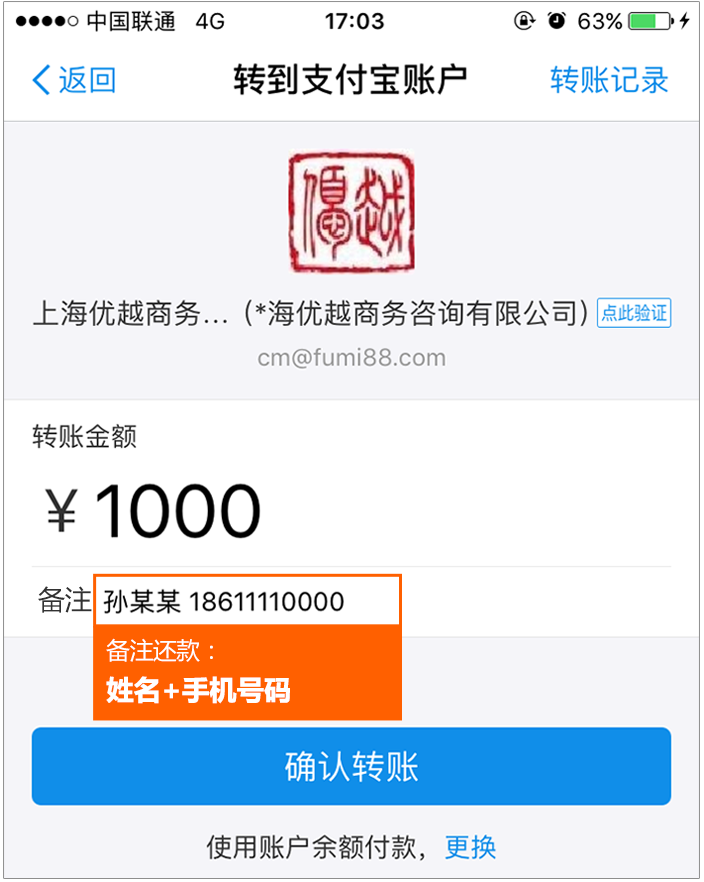 中国联通 4G 17:03 63%
返回 转到支付宝账户 转账记录
優越
上海优越商务... (*海优越商务咨询有限公司) 点此验证
cm@fumi88.com
转账金额
¥ 1000
备注 孙某某 18611110000
备注还款：
姓名+手机号码
确认转账
使用账户余额付款，更换